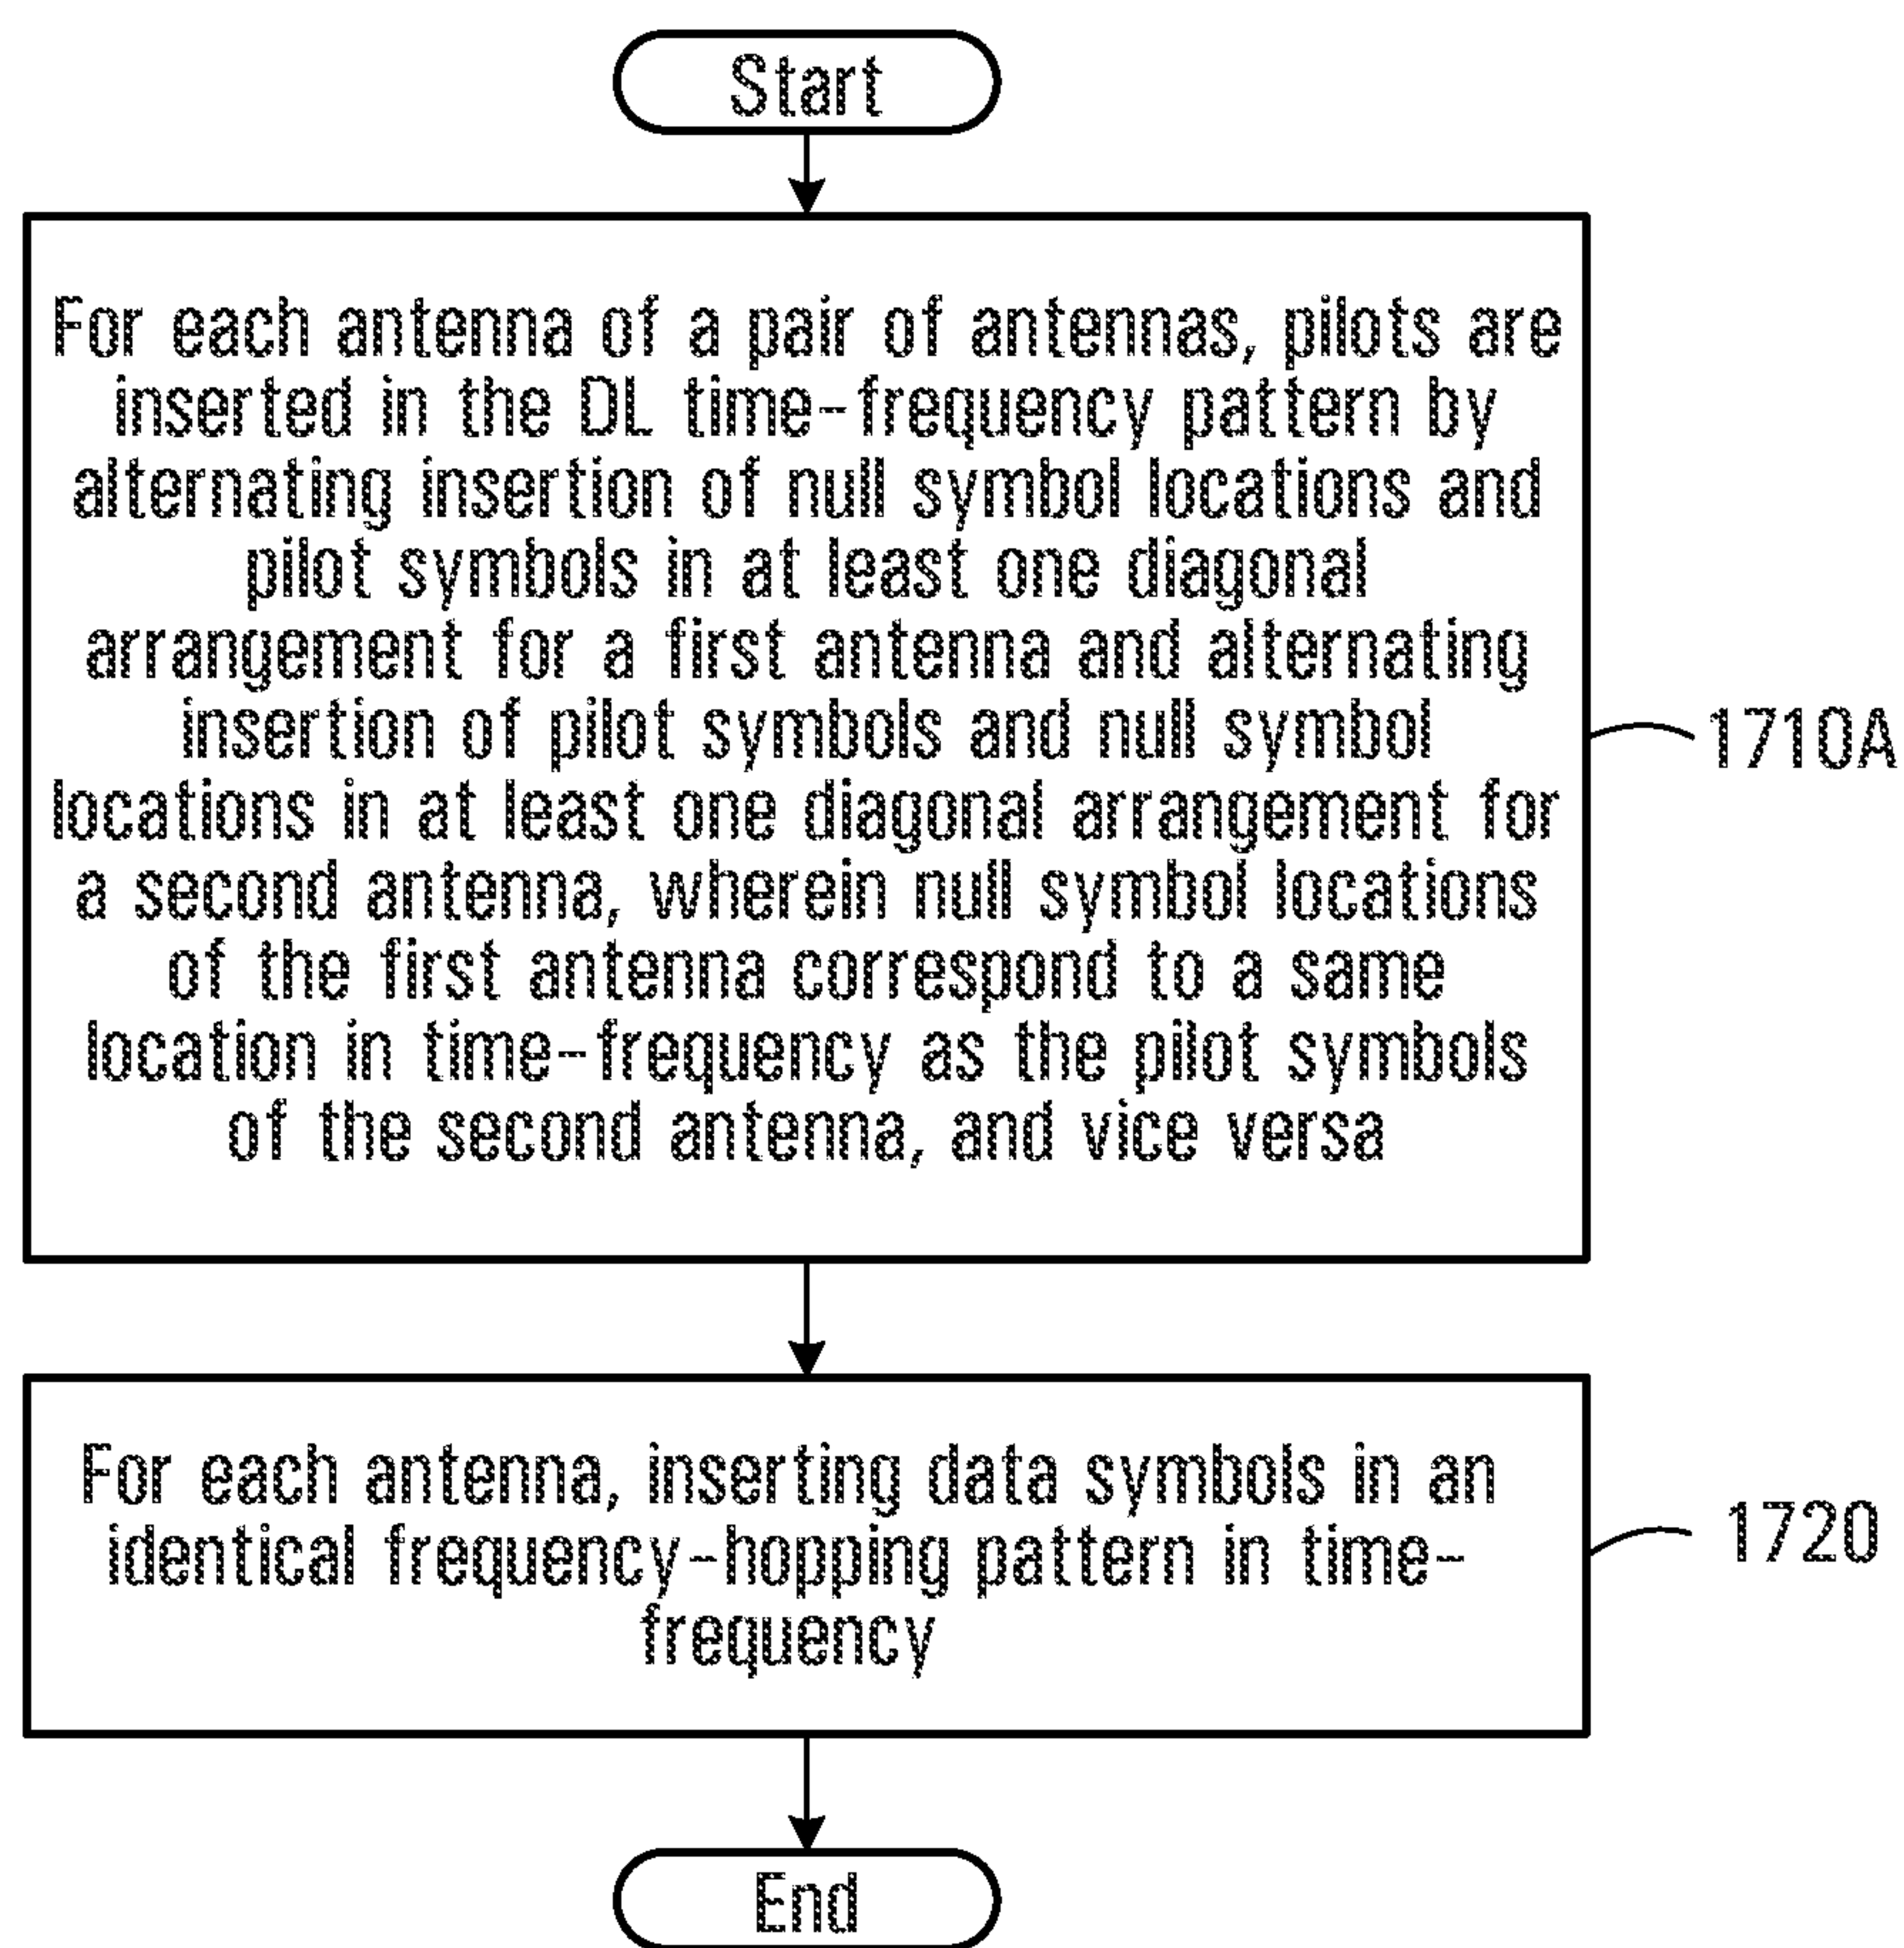 Start
For each antenna of a pair of antennas, pilots are
inserted in the DL time-frequency pattern by
alternating insertion of null symbol locations and
pilot symbols in at least one diagonal
arrangement for a first antenna and alternating
insertion of pilot symbols and null symbol
locations in at least one diagonal arrangement for
a second antenna, wherein null symbol locations
of the first antenna correspond to a same
location in time-frequency as the pilot symbols
of the second antenna, and vice versa
1710A
For each antenna, inserting data symbols in an
identical frequency-hopping pattern in time-
frequency
1720
End